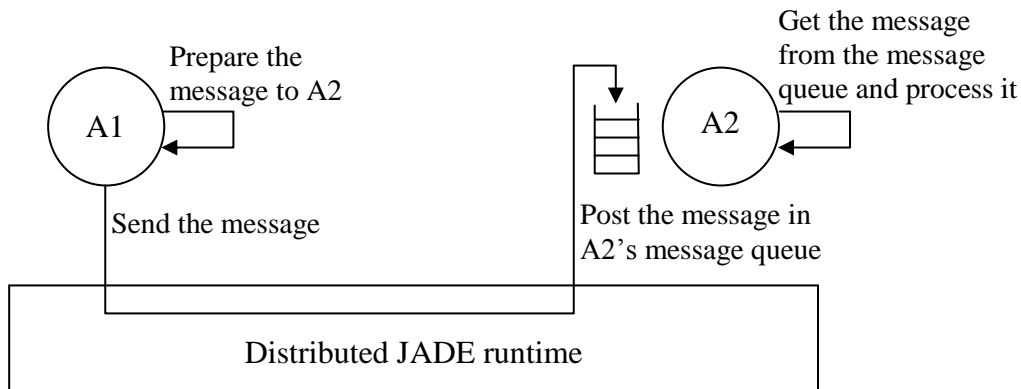 Prepare the
message to A2
A1
Send the message
Get the message
from the message
queue and process it
A2
Post the message in
A2’s message queue
Distributed JADE runtime